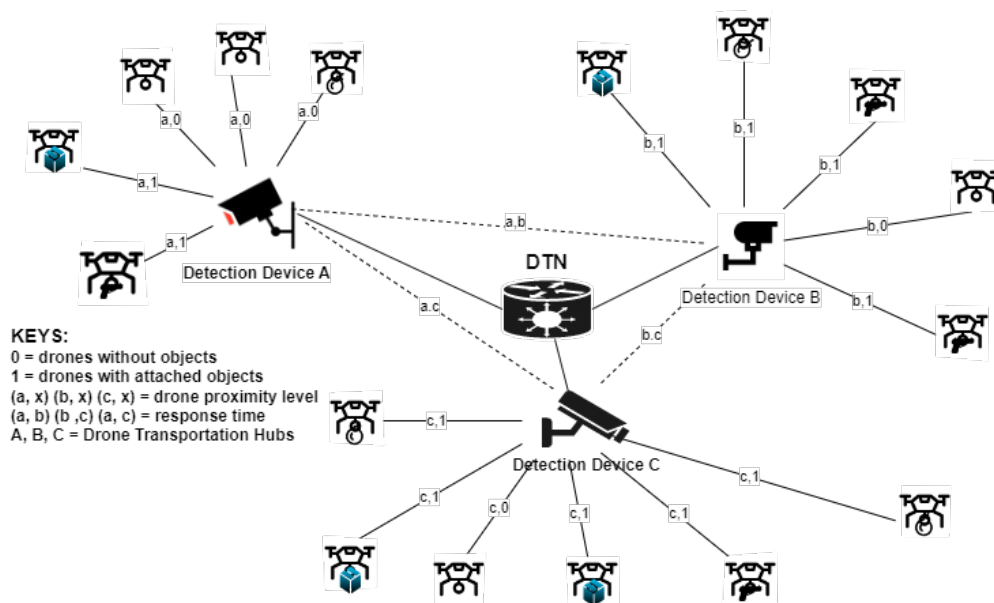 a,0
a,0
a.0
a,1
a,1
Detection Device A
b,1
b,1
b,1
b,0
b,1
Detection Device B
a,b
DTN
a.c
b.c
KEYS:
0 = drones without objects
1 = drones with attached objects
(a, x) (b, x) (c, x) = drone proximity level
(a, b) (b ,c) (a, c) = response time
A, B, C = Drone Transportation Hubs
c,1
Detection Device C
c,1
c,1
c,0
c,1
c,1